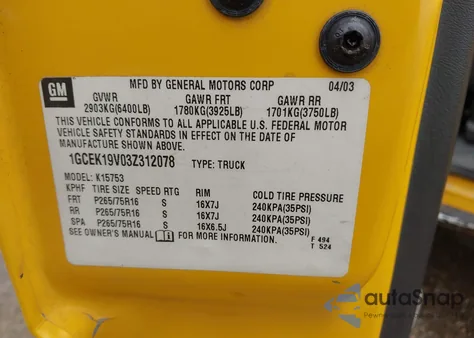 GM
MFD BY GENERAL MOTORS CORP 04/03
GVWR GAWR FRT GAWR RR
2903KG(6400LB) 1780KG(3925LB) 1701KG(3750LB)
THIS VEHICLE CONFORMS TO ALL APPLICABLE U.S. FEDERAL MOTOR
VEHICLE SAFETY STANDARDS IN EFFECT ON THE DATE OF
MANUFACTURE SHOWN ABOVE.
1GCEK19V03Z312078 TYPE: TRUCK
MODEL: K15753
KPHF TIRE SIZE SPEED RTG RIM COLD TIRE PRESSURE
FRT P265/75R16 S 16X7J 240KPA(35PSI)
RR P265/75R16 S 16X7J 240KPA(35PSI)
SPA P265/75R16 S 16X6.5J 240KPA(35PSI)
SEE OWNER'S MANUAL FOR MORE INFORMATION
F 494
T 524
autoSnap